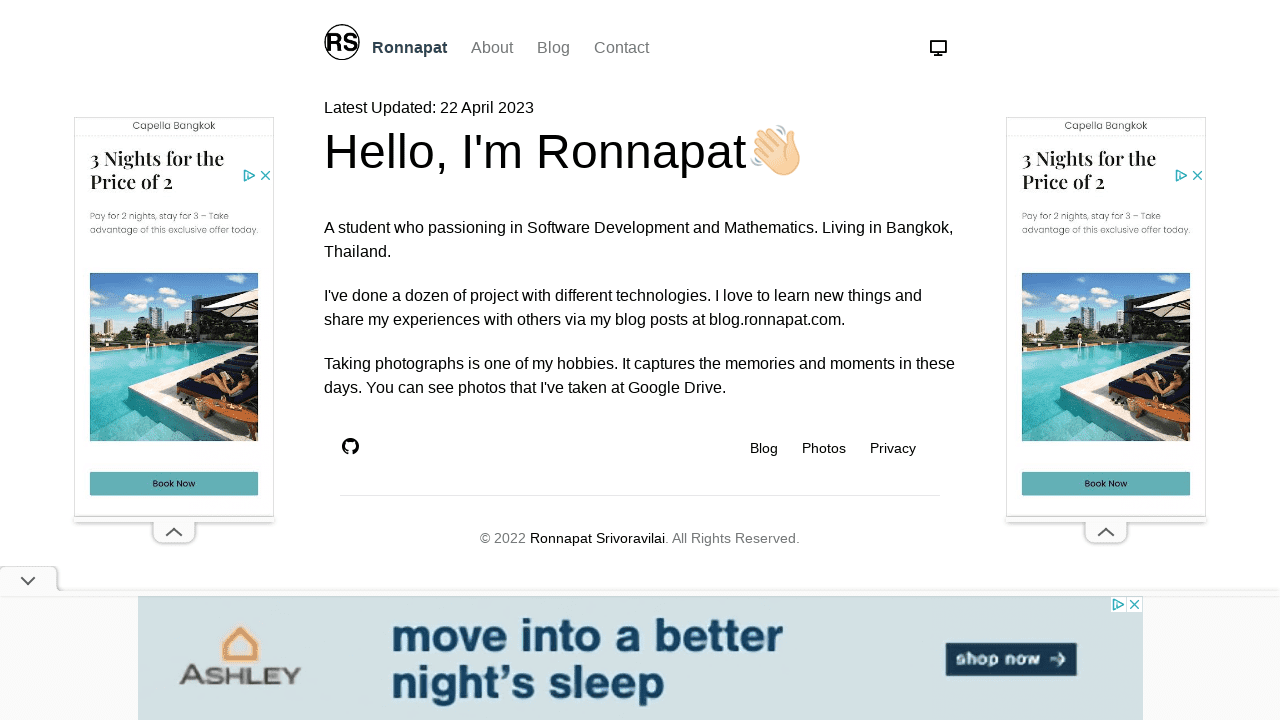 RS Ronnapat About Blog Contact
Latest Updated: 22 April 2023
Hello, I'm Ronnapat
A student who passioning in Software Development and Mathematics. Living in Bangkok,
Thailand.
I've done a dozen of project with different technologies. I love to learn new things and
share my experiences with others via my blog posts at blog.ronnapat.com.
Taking photographs is one of my hobbies. It captures the memories and moments in these
days. You can see photos that I've taken at Google Drive.
Blog Photos Privacy
© 2022 Ronnapat Srivoravilai. All Rights Reserved.
Capella Bangkok
3 Nights for the
Price of 2
Pay for 2 nights, stay for 3 – Take
advantage of this exclusive offer today.
Book Now
Capella Bangkok
3 Nights for the
Price of 2
Pay for 2 nights, stay for 3 – Take
advantage of this exclusive offer today.
Book Now
ASHLEY
move into a better
night's sleep
shop now